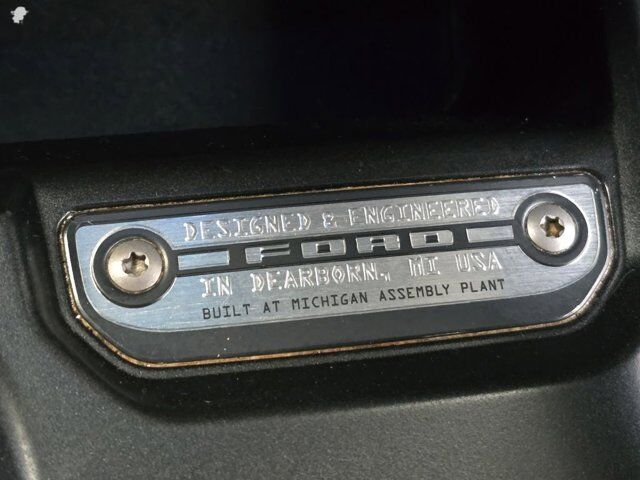 DESIGNED & ENGINEERED
FORD
IN DEARBORN, MI USA
BUILT AT MICHIGAN ASSEMBLY PLANT